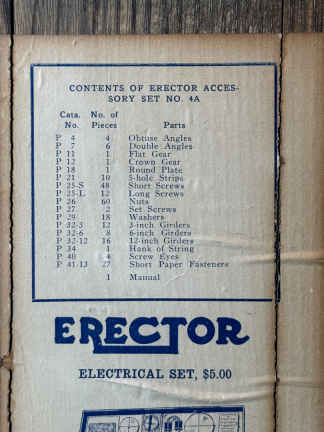 CONTENTS OF ERECTOR ACCES-
SORY SET NO. 4A
Cata. No. of
No. Pieces Parts
P 4 4 Obtuse Angles
P 7 6 Double Angles
P 11 1 Flat Gear
P 12 1 Crown Gear
P 18 1 Round Plate
P 21 10 5-hole Strips
P 25-S 48 Short Screws
P 25-L 12 Long Screws
P 26 60 Nuts
P 27 2 Set Screws
P 29 18 Washers
P 32-3 12 3-inch Girders
P 32-6 8 6-inch Girders
P 32-12 16 12-inch Girders
P 34 1 Hank of String
P 40 4 Screw Eyes
P 41-13 27 Short Paper Fasteners
1 Manual
ERECTOR
ELECTRICAL SET, $5.00